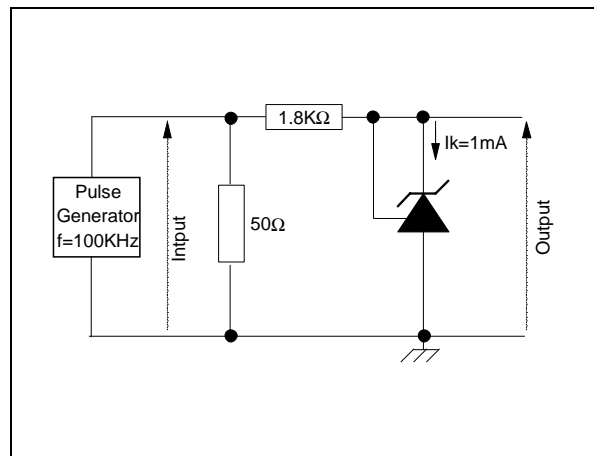 1.8KΩ
Ik=1mA
Pulse
Generator
f=100KHz
Intput
50Ω
Output